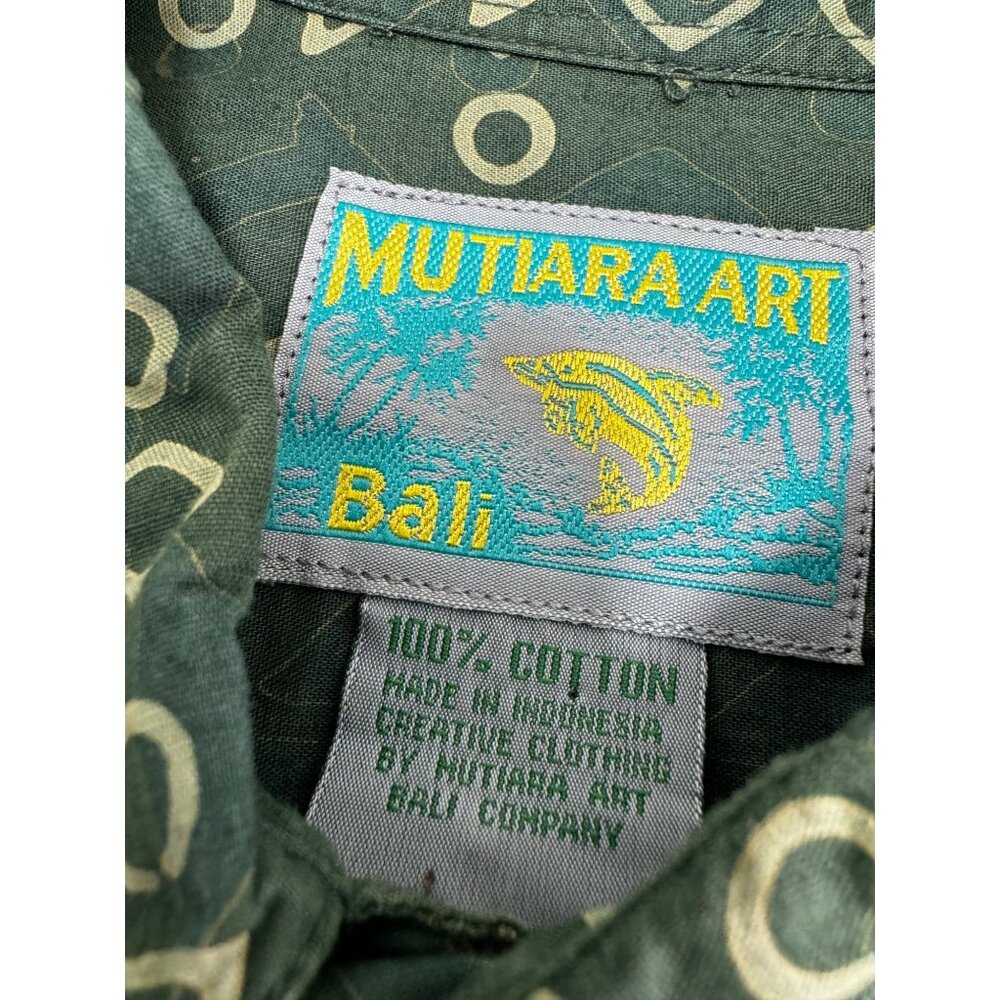 MUTIARA ART
Bali
100% COTTON
MADE IN INDONESIA
CREATIVE CLOTHING
BY MUTIARA ART
BALI COMPANY